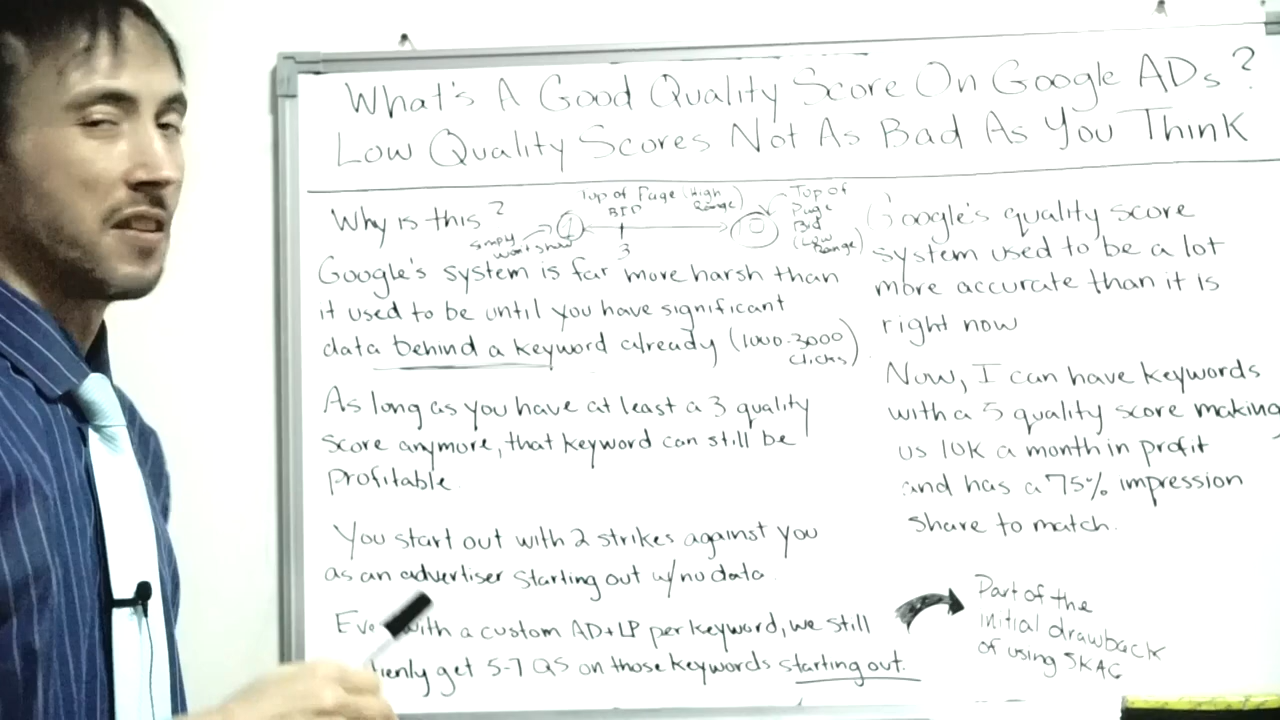 What's A Good Quality Score On Google ADs?
Low Quality Scores Not As Bad As You Think
Why is this?
Simply
won't show
1
Top of Page (High
Range)
BID
3
10
Top of
Page
Bid
(Low
Range)
Google's system is far more harsh than
it used to be until you have significant
data behind a keyword already (1000-3000
clicks)
As long as you have at least a 3 quality
score anymore, that keyword can still be
profitable.
You start out with 2 strikes against you
as an advertiser starting out w/no data.
with a custom AD+LP per keyword, we still
get 5-7 QS on those keywords starting out.
Google's quality score
system used to be a lot
more accurate than it is
right now
Now, I can have keywords
with a 5 quality score making
us 10K a month in profit
and has a 75% impression
share to match.
Part of the
initial drawback
of using SKAG